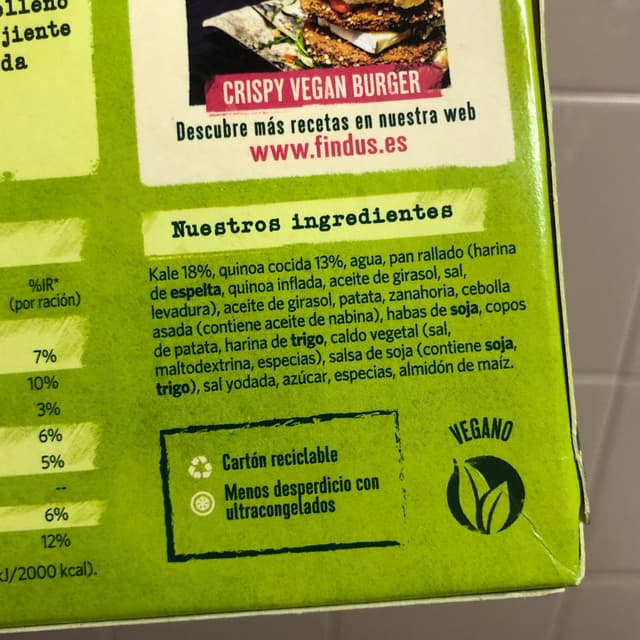 jiente
da
CRISPY VEGAN BURGER
Descubre más recetas en nuestra web
www.findus.es
%IR*
(por ración)
7%
10%
3%
6%
5%
--
6%
12%
kJ/2000 kcal).
Nuestros ingredientes
Kale 18%, quinoa cocida 13%, agua, pan rallado (harina
de espelta, quinoa inflada, aceite de girasol, sal,
levadura), aceite de girasol, patata, zanahoria, cebolla
asada (contiene aceite de nabina), habas de soja, copos
de patata, harina de trigo, caldo vegetal (sal,
maltodextrina, especias), salsa de soja (contiene soja,
trigo), sal yodada, azúcar, especias, almidón de maíz.
Cartón reciclable
Menos desperdicio con
ultracongelados
VEGANO